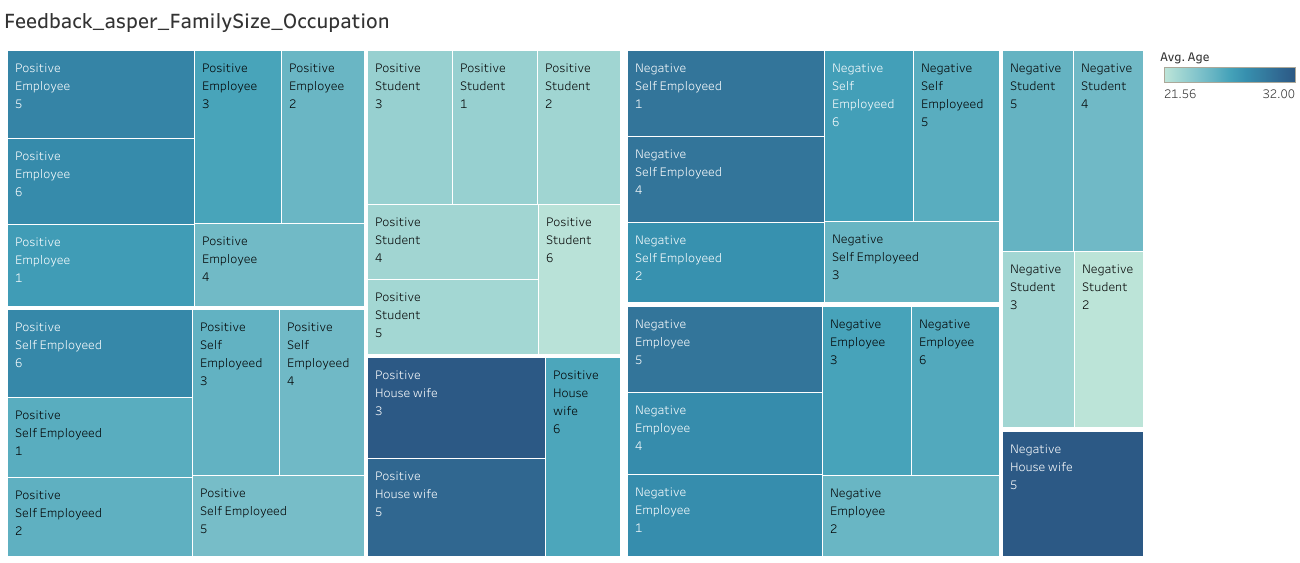 Feedback_asper_FamilySize_Occupation
Positive
Employee
5
Positive
Employee
6
Positive
Employee
1
Positive
Employee
3
Positive
Employee
2
Positive
Employee
4
Positive
Self Employeed
6
Positive
Self Employeed
1
Positive
Self Employeed
2
Positive
Self
Employeed
3
Positive
Self
Employeed
4
Positive
Self Employeed
5
Positive
Student
3
Positive
Student
1
Positive
Student
2
Positive
Student
4
Positive
Student
5
Positive
Student
6
Positive
House wife
3
Positive
House wife
5
Positive
House
wife
6
Negative
Self Employeed
1
Negative
Self Employeed
4
Negative
Self Employeed
2
Negative
Self
Employeed
6
Negative
Self
Employeed
5
Negative
Self Employeed
3
Negative
Employee
5
Negative
Employee
4
Negative
Employee
1
Negative
Employee
3
Negative
Employee
6
Negative
Employee
2
Negative
Student
5
Negative
Student
4
Negative
Student
3
Negative
Student
2
Negative
House wife
5
Avg. Age
21.56 32.00